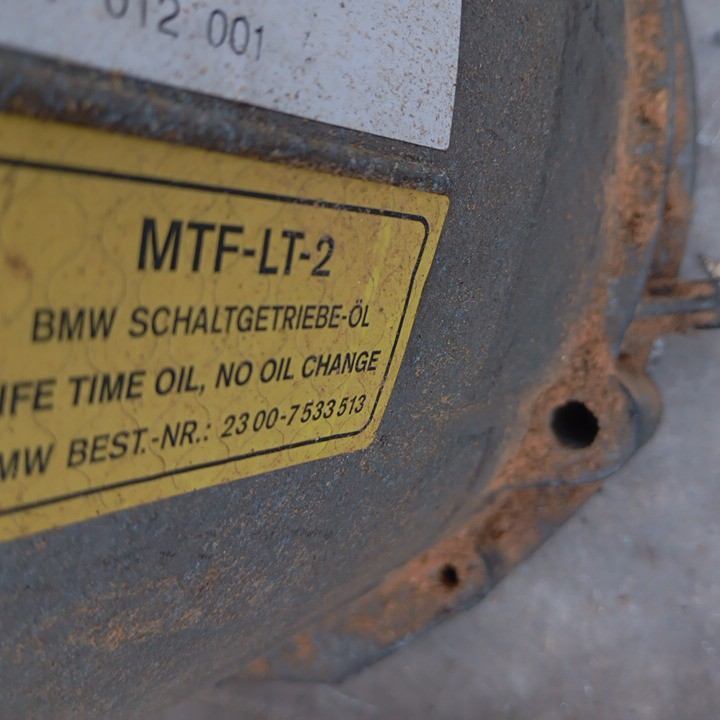 012 001
MTF-LT-2
BMW SCHALTGETRIEBE-ÖL
IFE TIME OIL, NO OIL CHANGE
MW BEST.-NR.: 23 00-7 533 513